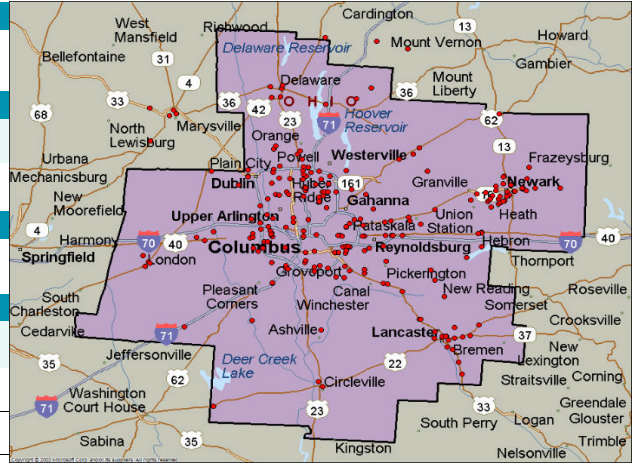 Cardington
West
Mansfield
Richwood
13
Howard
Delaware Reservoir
Mount Vernon
Bellefontaine
31
Gambier
4
Delaware
Mount
Liberty
36
33
36
42
O H I O
68
23
71
Hoover
Reservoir
62
North
Lewisburg
Marysville
Orange
13
Urbana
Plain City
Powell
Westerville
Frazeysburg
Mechanicsburg
Dublin
Huber
Ridge
161
Granville
Newark
New
Moorefield
Gahanna
Upper Arlington
Pataskala
Union
Station
Heath
4
Harmony
70
40
Columbus
Reynoldsburg
Hebron
70
40
Springfield
London
Groveport
Pickerington
Thornport
South
Charleston
Pleasant
Corners
Canal
Winchester
New Reading
Roseville
Somerset
Cedarville
71
Ashville
Lancaster
Crooksville
37
35
Jeffersonville
Bremen
New
Lexington
Deer Creek
Lake
22
62
Circleville
Straitsville
Corning
71
Washington
Court House
23
33
Greendale
Glouster
South Perry
Logan
Sabina
35
Kingston
Trimble
Nelsonville